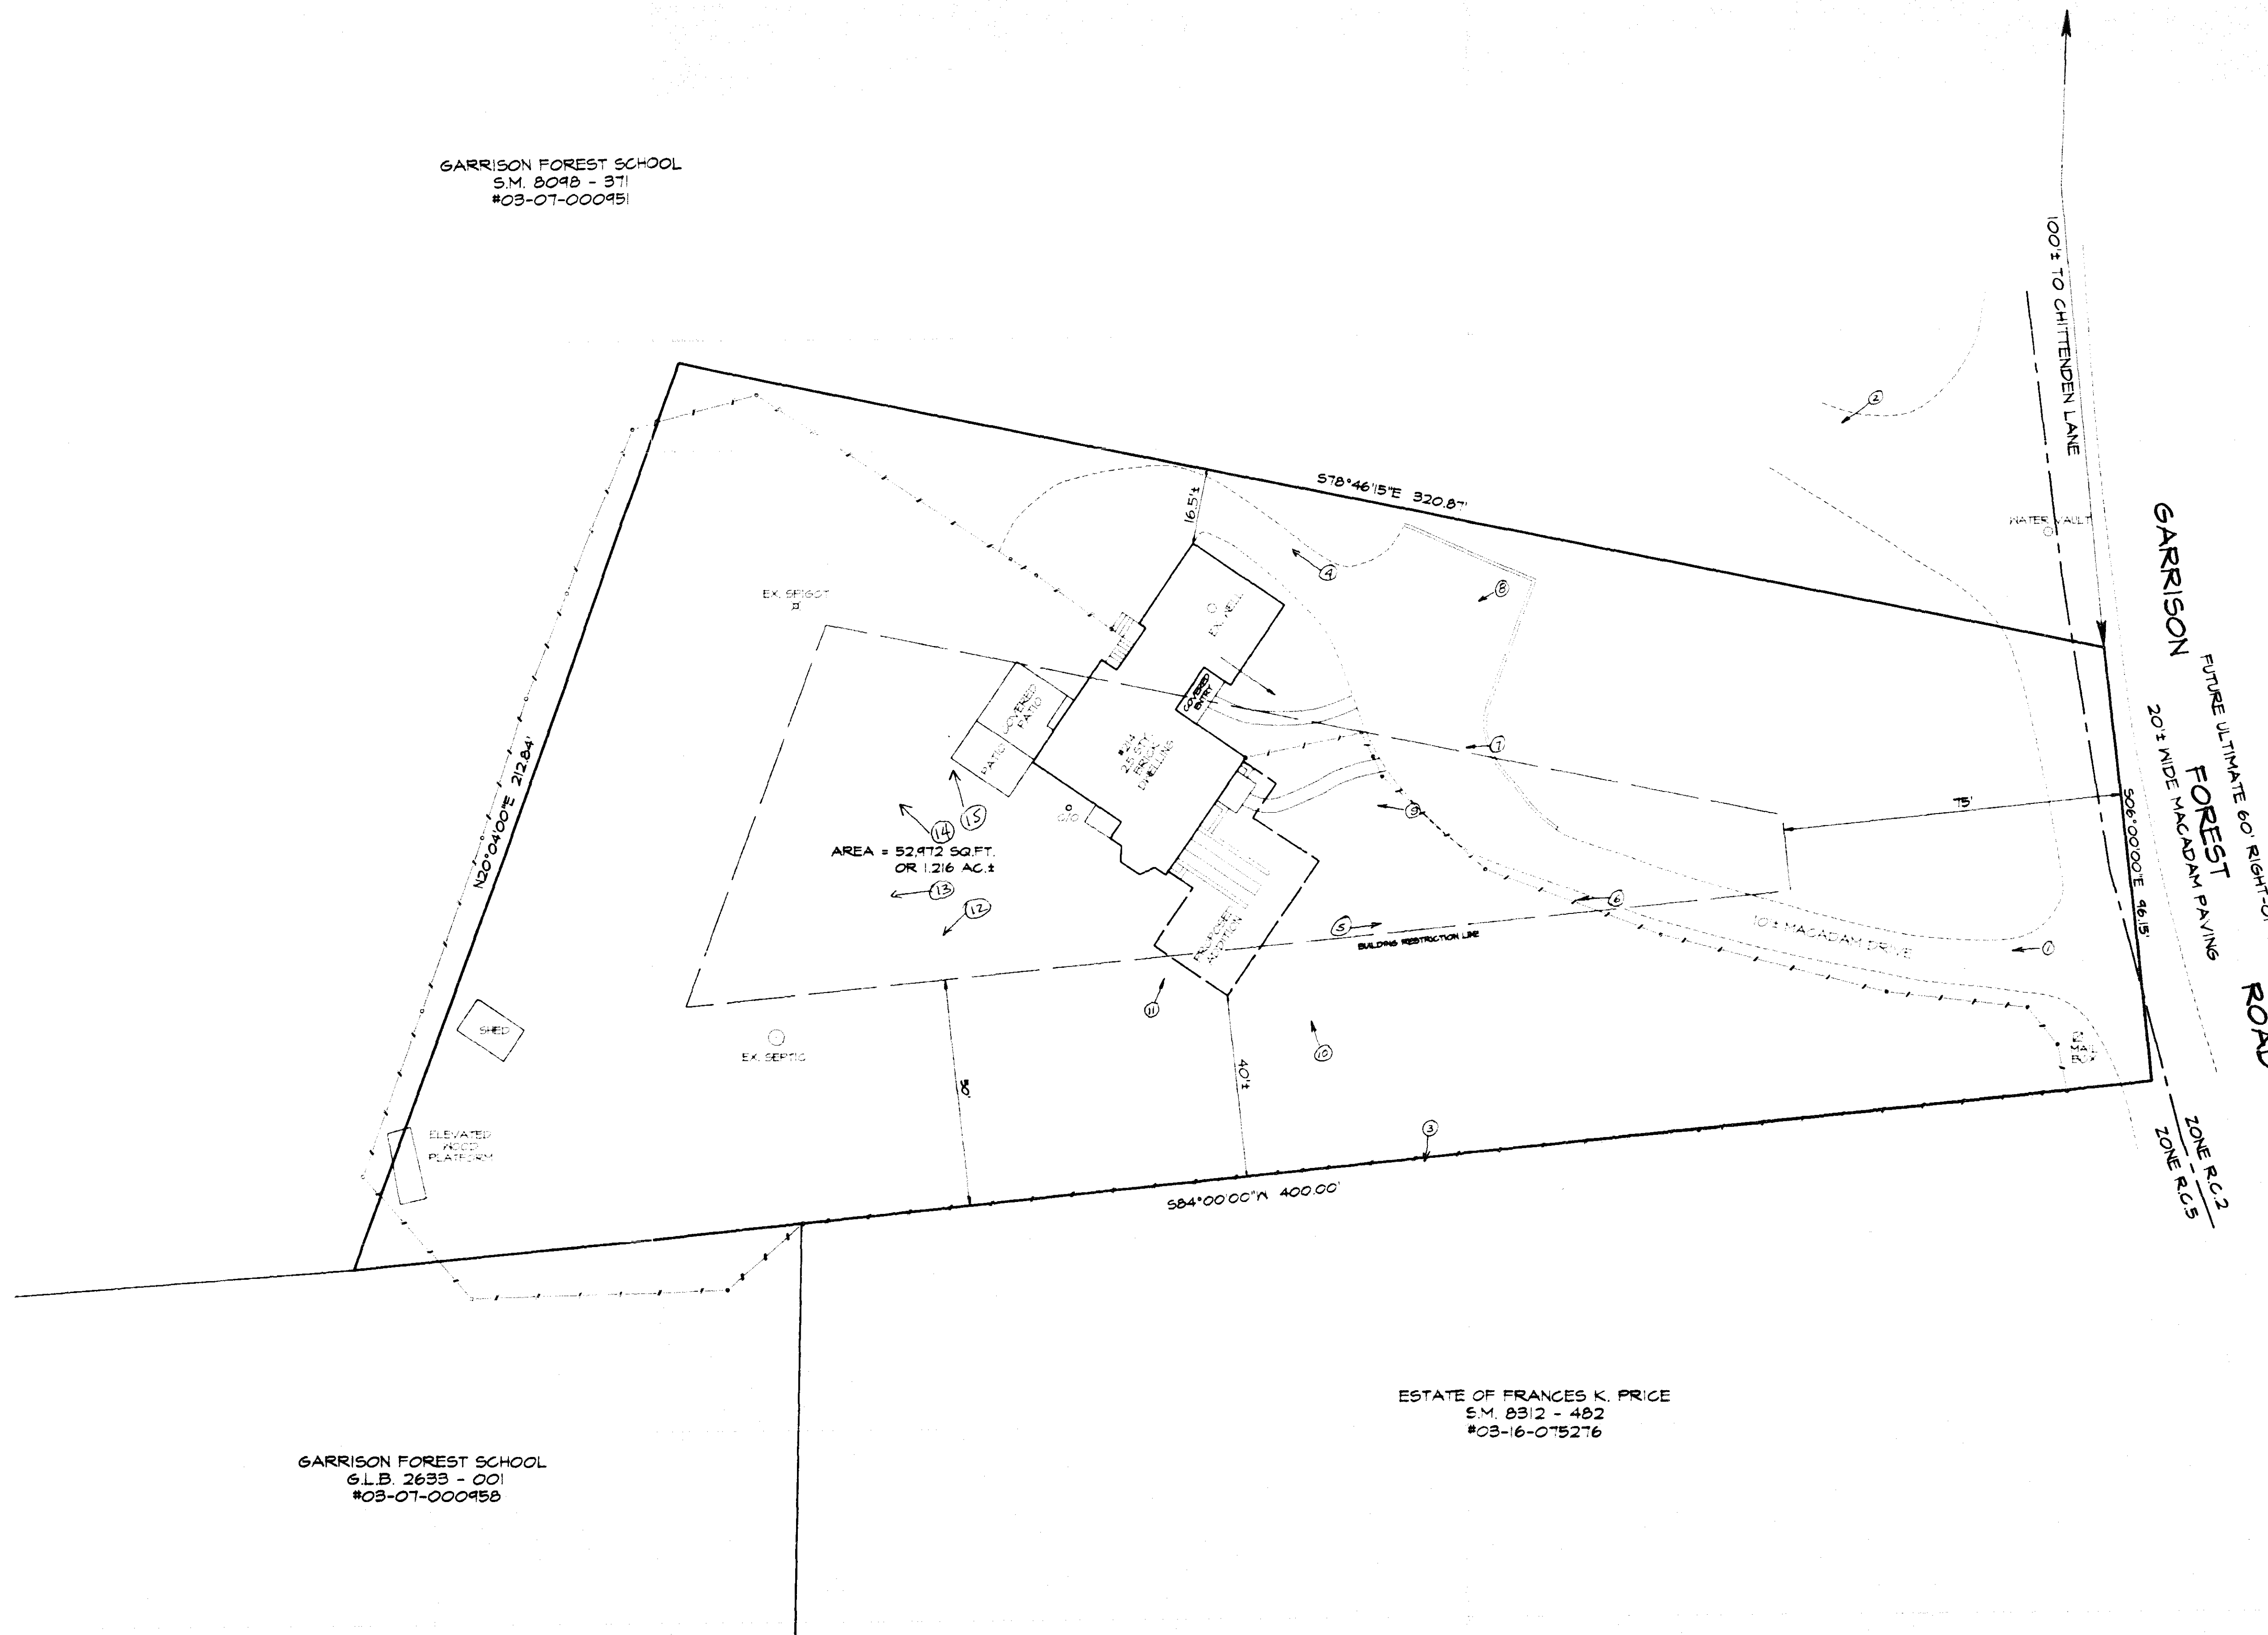 GARRISON FOREST SCHOOL
S.M. 8098 - 371
#03-07-000951
100'± TO CHITTENDEN LANE
2
S78°46'15"E 320.87'
16.5'±
WATER VAULT
GARRISON
FOREST
ROAD
FUTURE ULTIMATE 60' RIGHT-OF
20'± WIDE MACADAM PAVING
4
8
EX. SPIGOT
EX. WELL
COVERED
ENTRY
COVERED
PATIO
PATIO
2.5 STY.
BRICK
DWELLING
7
N20°04'00"E 212.84'
75'
S06°00'00"E 96.15'
C/O
9
14
15
AREA = 52,972 SQ.FT.
OR 1.216 AC.±
13
12
6
5
BUILDING RESTRICTION LINE
10'± MACADAM DRIVE
1
PROPOSED
ADDITION
11
10
SHED
EX. SEPTIC
MAIL
BOX
50'
40'±
ELEVATED
WOOD
PLATFORM
3
ZONE R.C.2
ZONE R.C.5
S84°00'00"W 400.00'
ESTATE OF FRANCES K. PRICE
S.M. 8312 - 482
#03-16-075276
GARRISON FOREST SCHOOL
G.L.B. 2633 - 001
#03-07-000958